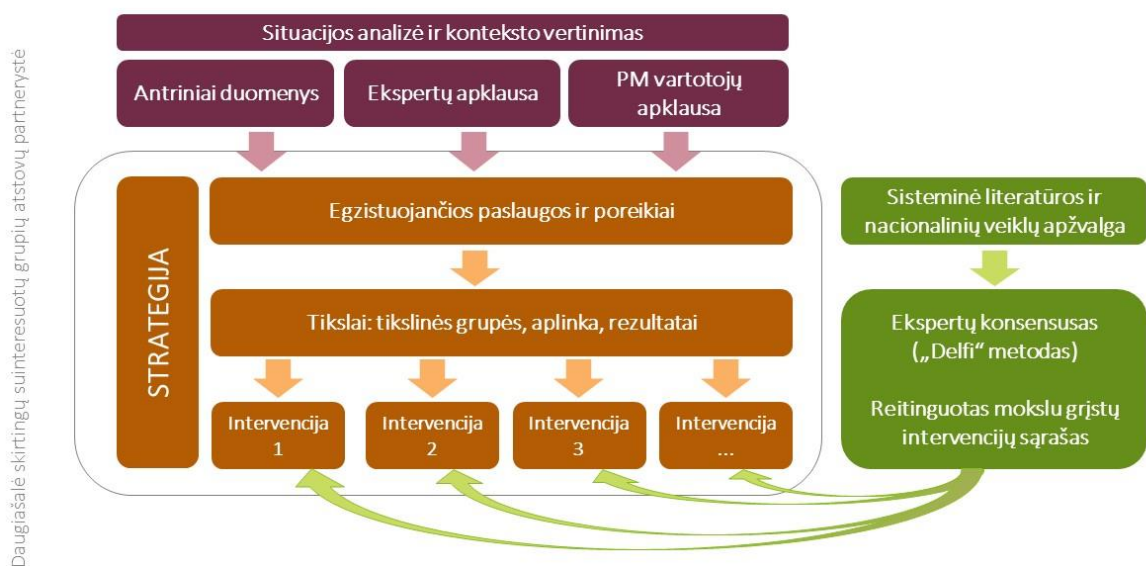 Daugiašalė skirtingų suinteresuotų grupių atstovų partnerystė
Situacijos analizė ir konteksto vertinimas
Antriniai duomenys
Ekspertų apklausa
PM vartotojų
apklausa
STRATEGIJA
Egzistuojančios paslaugos ir poreikiai
Tikslai: tikslinės grupės, aplinka, rezultatai
Intervencija
1
Intervencija
2
Intervencija
3
Intervencija
...
Sisteminė literatūros ir
nacionalinių veiklų apžvalga
Ekspertų konsensusas
(„Delfi“ metodas)
Reitinguotas mokslu grįstų
intervencijų sąrašas